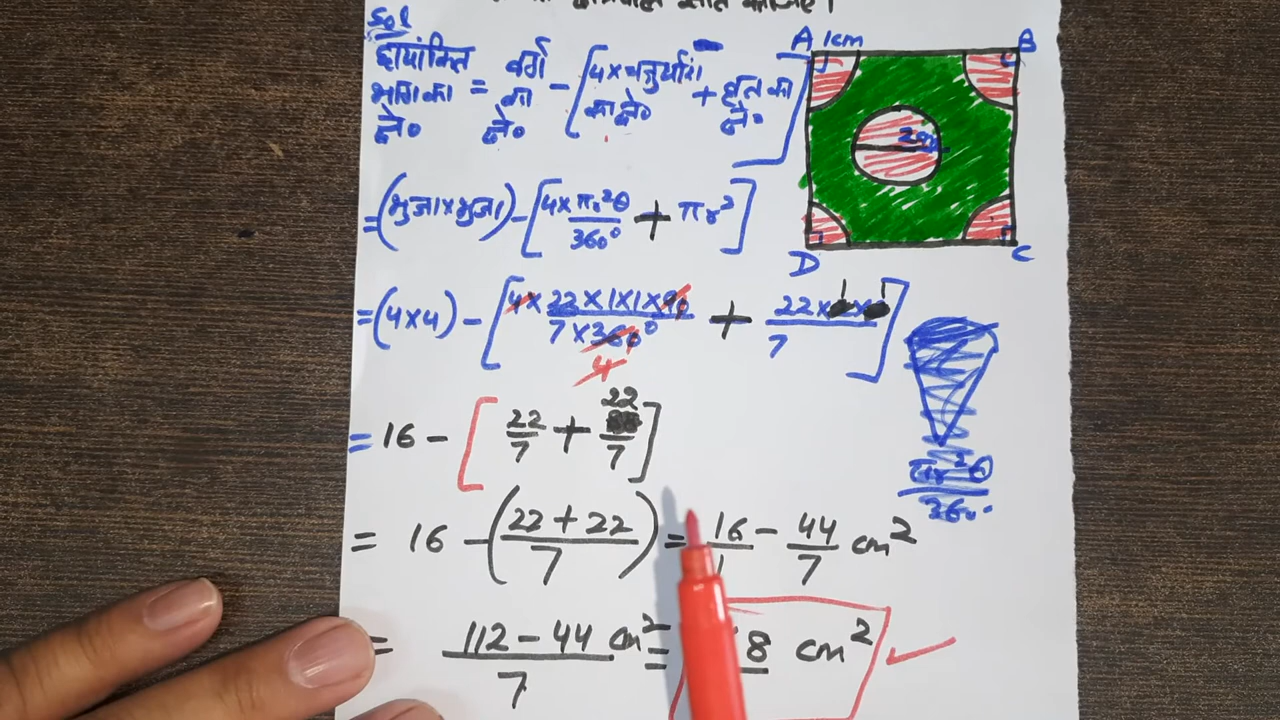 Sol
छायांकित भाग का क्षे० = वर्ग का क्षे० - [4 × चतुर्थांश का क्षे० + वृत का क्षे०]
A 1cm B
2cm
D C
= (भुजा × भुजा) - [4 × πr²θ / 360° + πr²]
= (4×4) - [4 × 22 × 1 × 1 × 90 / 7 × 360° + 22 × 1 × 1 / 7]
4
= 16 - [22/7 + 22/7]
πr²θ / 360°
= 16 - (22 + 22 / 7) = 16/1 - 44/7 cm²
= 112 - 44 / 7 cm² = 8 cm²